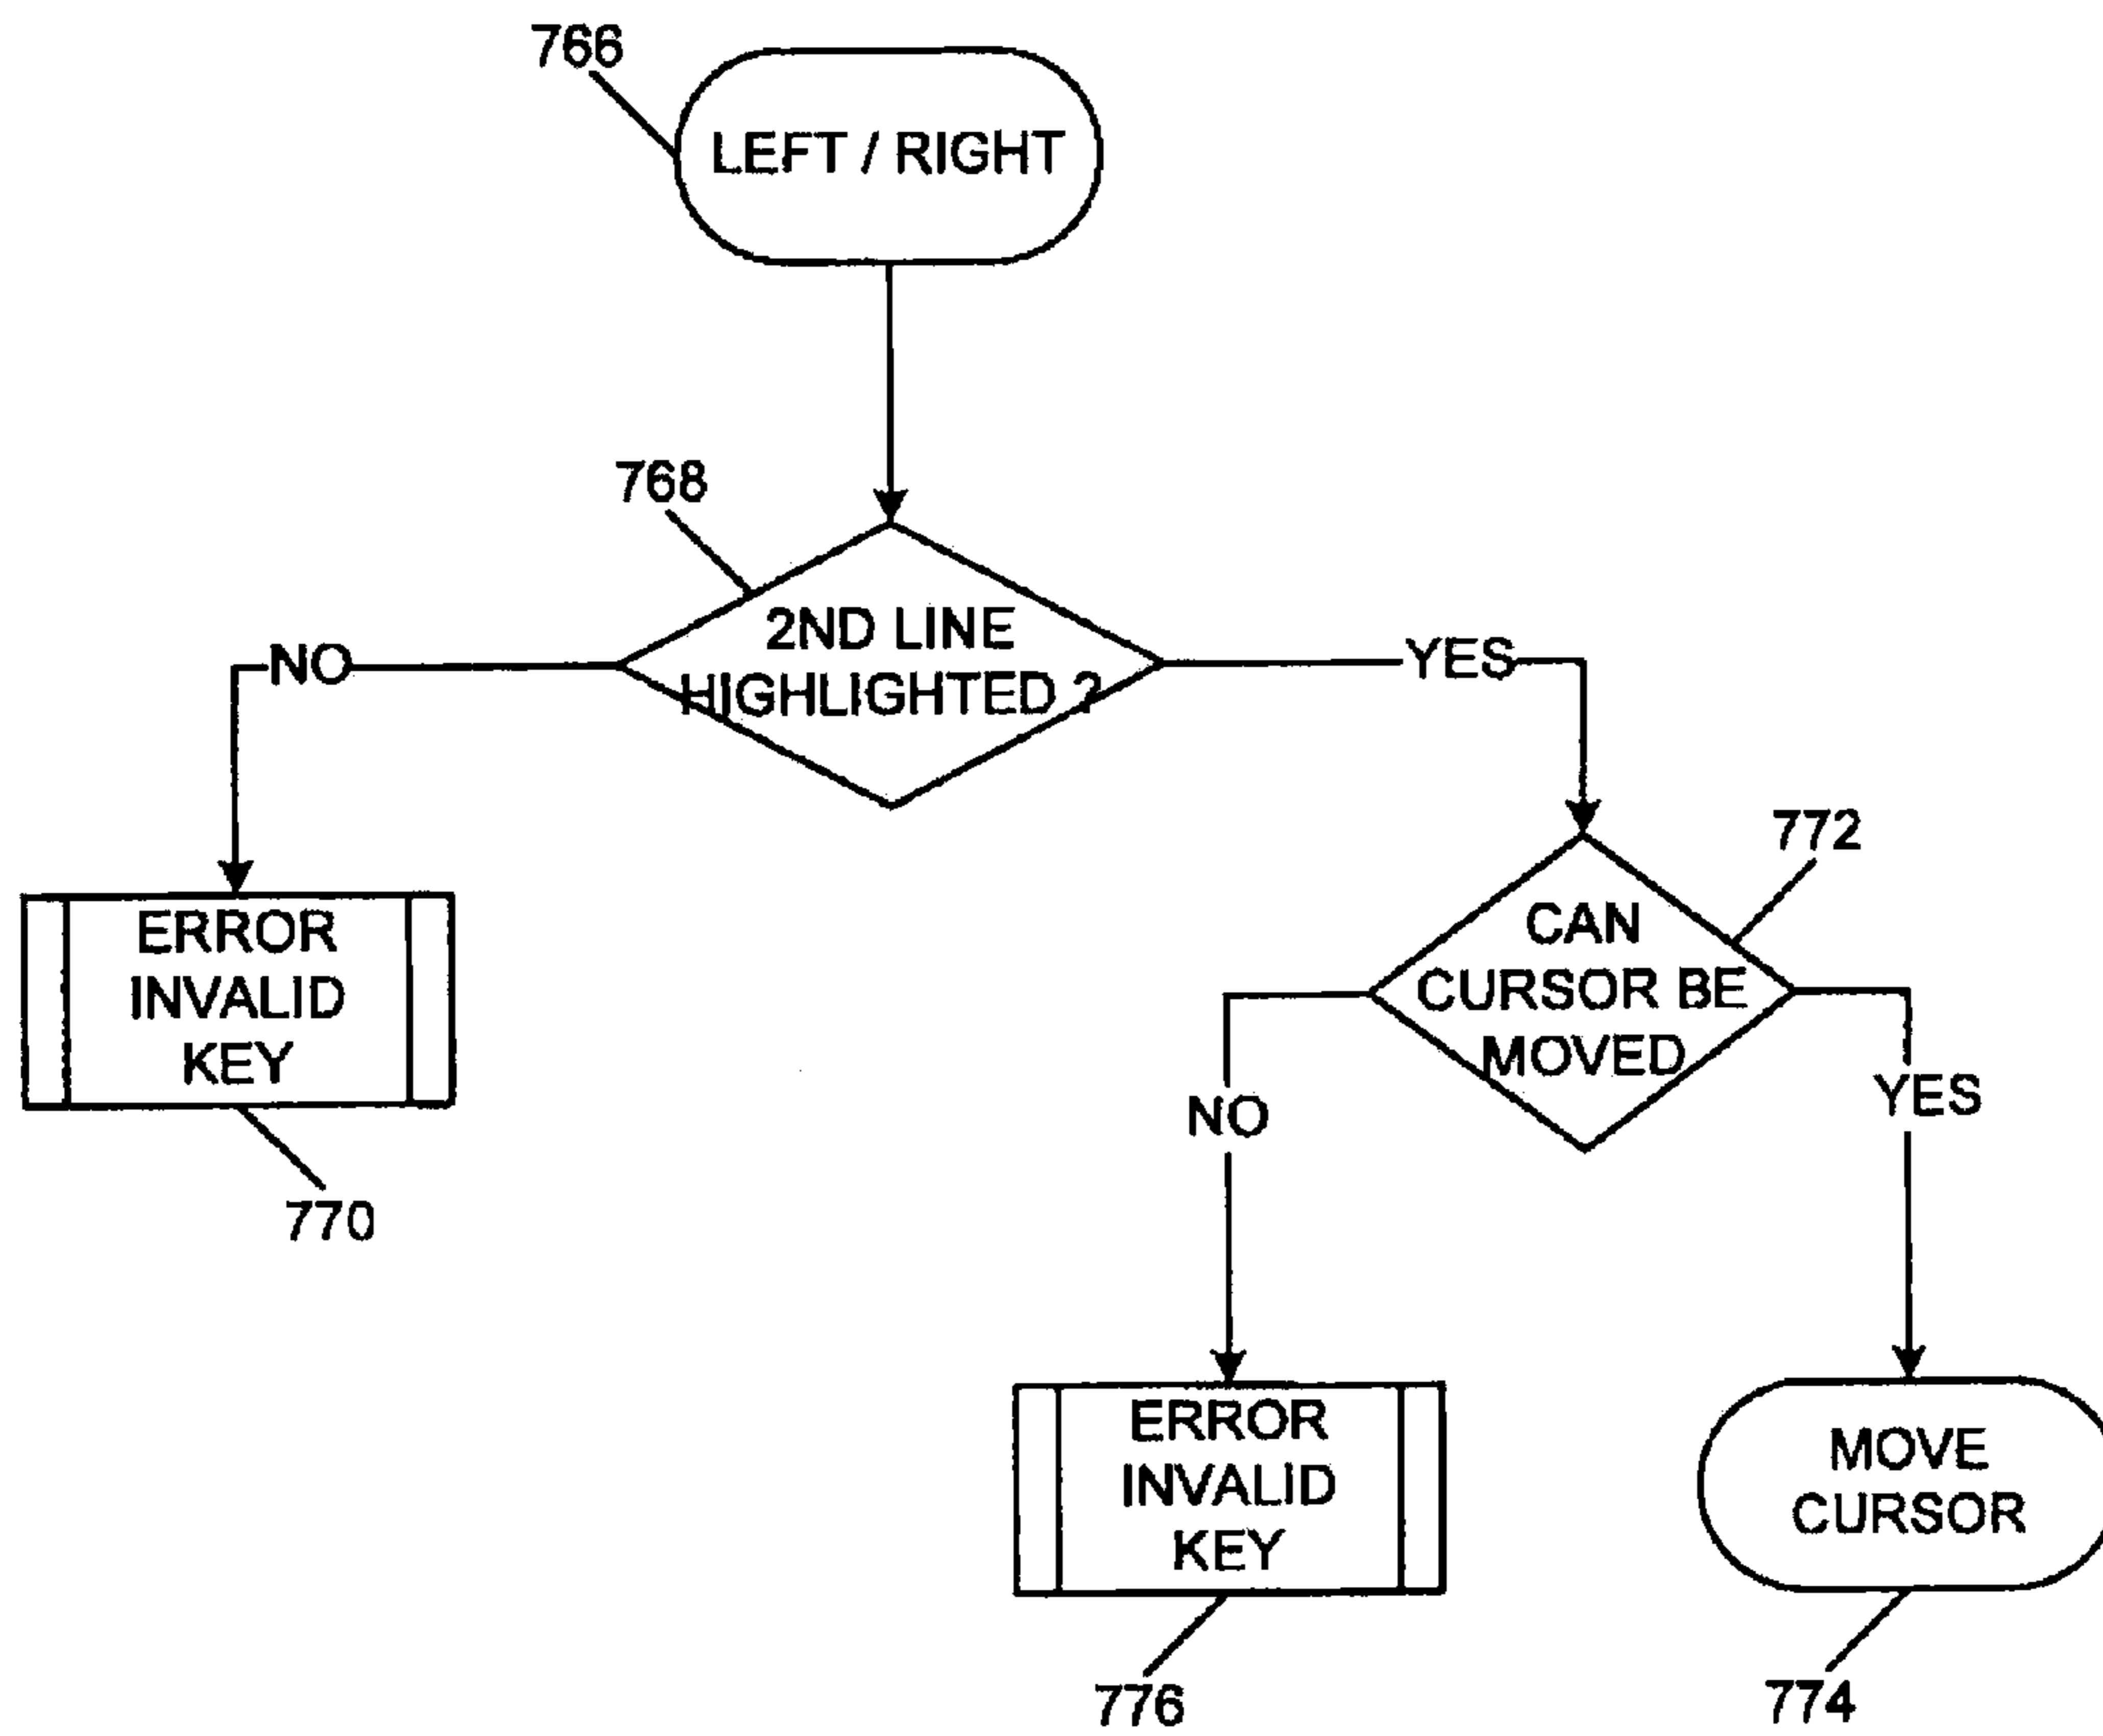 766
LEFT / RIGHT
768
2ND LINE
HIGHLIGHTED ?
NO
YES
772
ERROR
INVALID
KEY
770
CAN
CURSOR BE
MOVED
NO
YES
ERROR
INVALID
KEY
776
MOVE
CURSOR
774